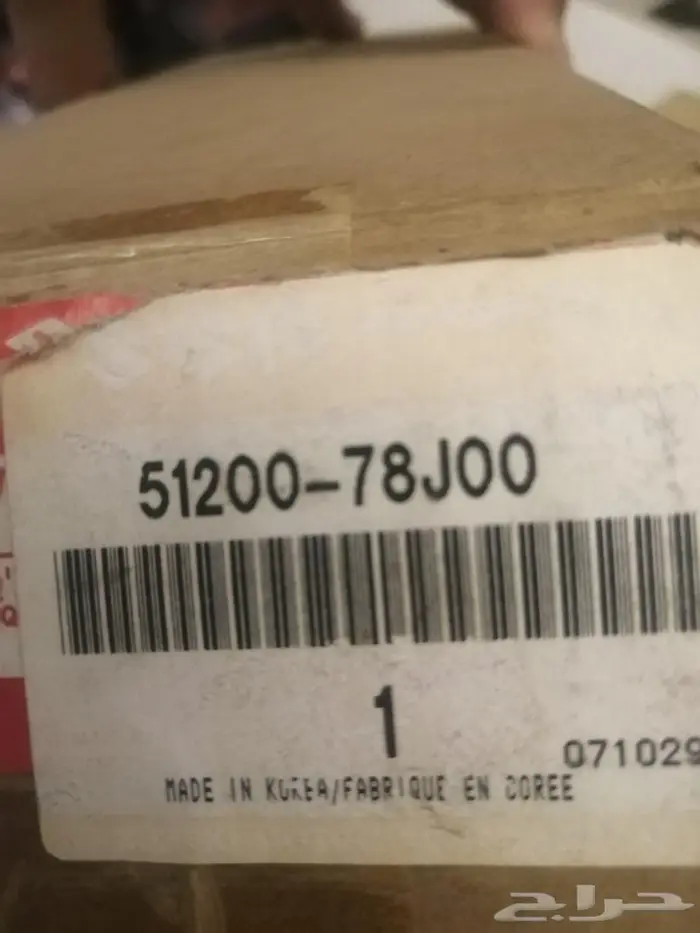 51200-78J00
1
071029
MADE IN KOREA/FABRIQUE EN COREE
حراج